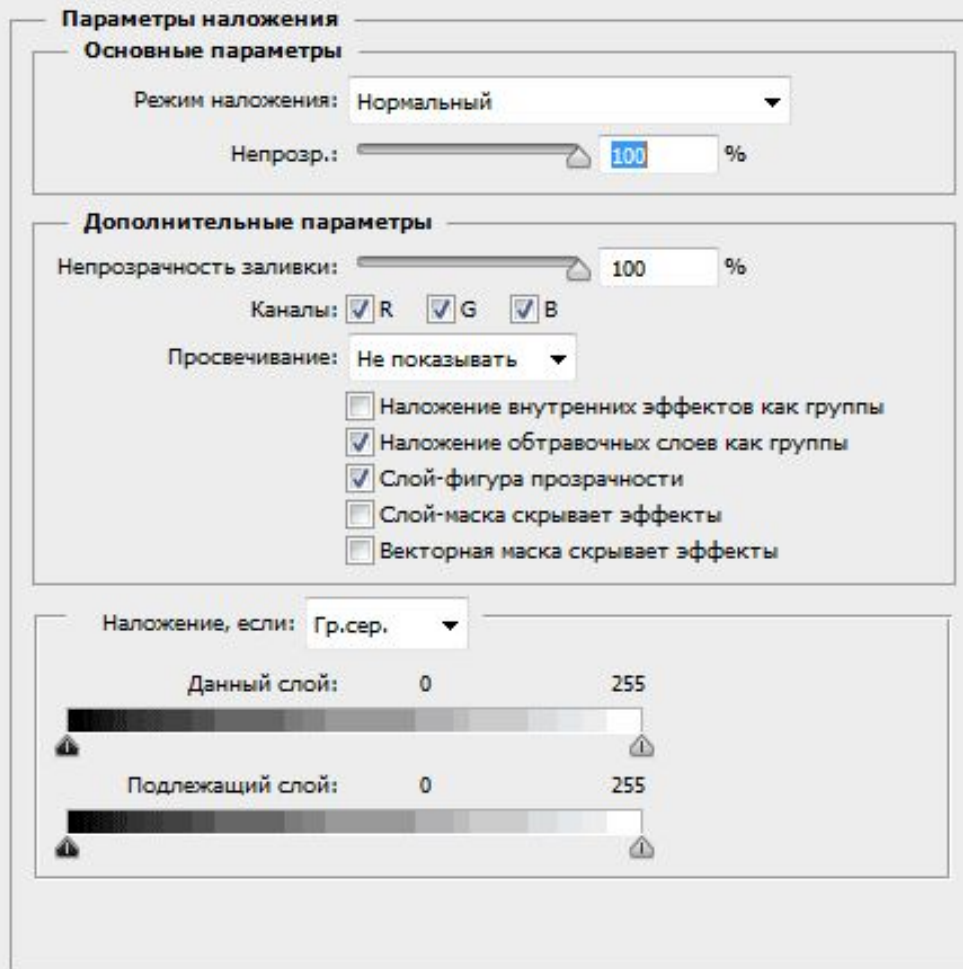 Параметры наложения
Основные параметры
Режим наложения: Нормальный
Непрозр.: 100 %
Дополнительные параметры
Непрозрачность заливки: 100 %
Каналы: R G B
Просвечивание: Не показывать
Наложение внутренних эффектов как группы
Наложение обтравочных слоев как группы
Слой-фигура прозрачности
Слой-маска скрывает эффекты
Векторная маска скрывает эффекты
Наложение, если: Гр.сер.
Данный слой: 0 255
Подлежащий слой: 0 255